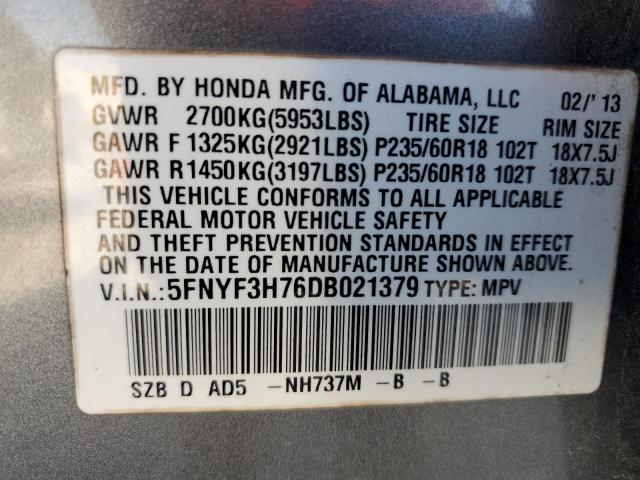 MFD. BY HONDA MFG. OF ALABAMA, LLC 02/'13
GVWR 2700KG(5953LBS) TIRE SIZE RIM SIZE
GAWR F 1325KG(2921LBS) P235/60R18 102T 18X7.5J
GAWR R1450KG(3197LBS) P235/60R18 102T 18X7.5J
THIS VEHICLE CONFORMS TO ALL APPLICABLE
FEDERAL MOTOR VEHICLE SAFETY
AND THEFT PREVENTION STANDARDS IN EFFECT
ON THE DATE OF MANUFACTURE SHOWN ABOVE.
V.I.N.: 5FNYF3H76DB021379 TYPE: MPV
SZB D AD5 -NH737M -B -B